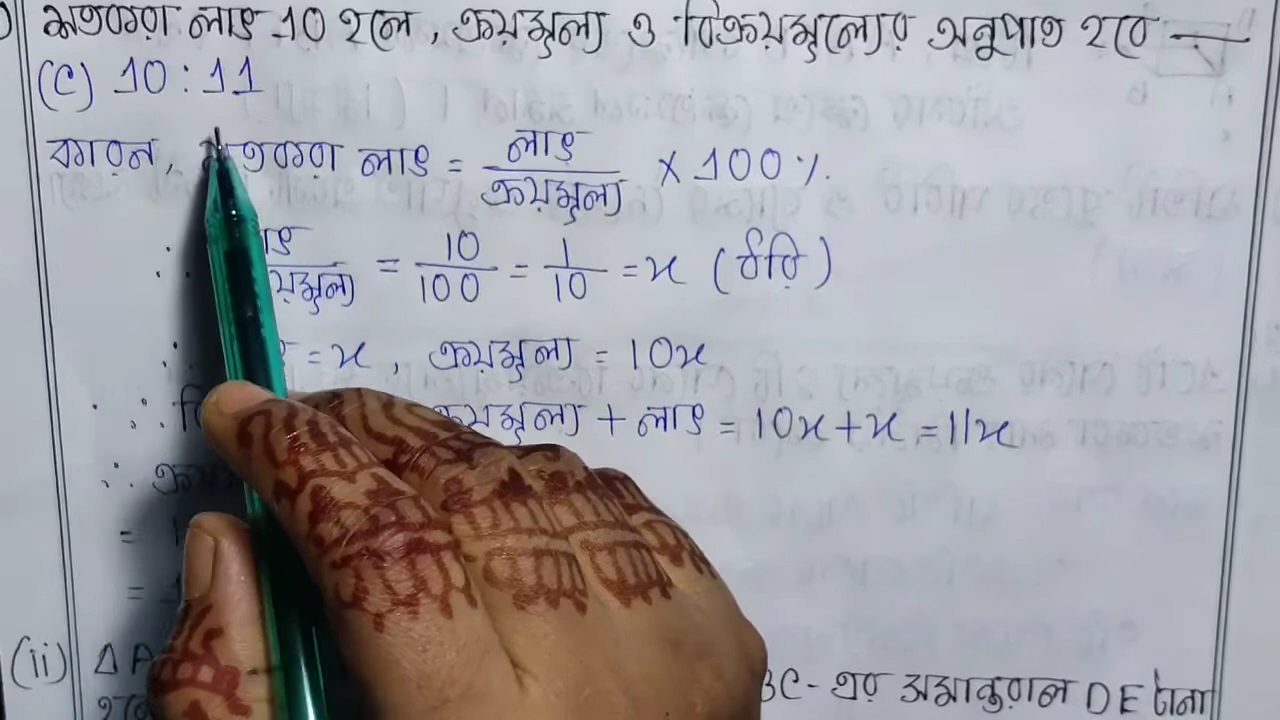 শতকরা লাভ 10 হলে, ক্রয়মূল্য ও বিক্রয়মূল্যের অনুপাত হবে —
(C) 10 : 11
কারন, শতকরা লাভ = লাভ/ক্রয়মূল্য × 100%.
∴ = 10/100 = 1/10 = x (ধরি)
∴ = x, ক্রয়মূল্য = 10x
∴ ক্রয়মূল্য + লাভ = 10x + x = 11x
∴
=
=
(ii) Δ BC - এর সমান্তরাল DE টানা